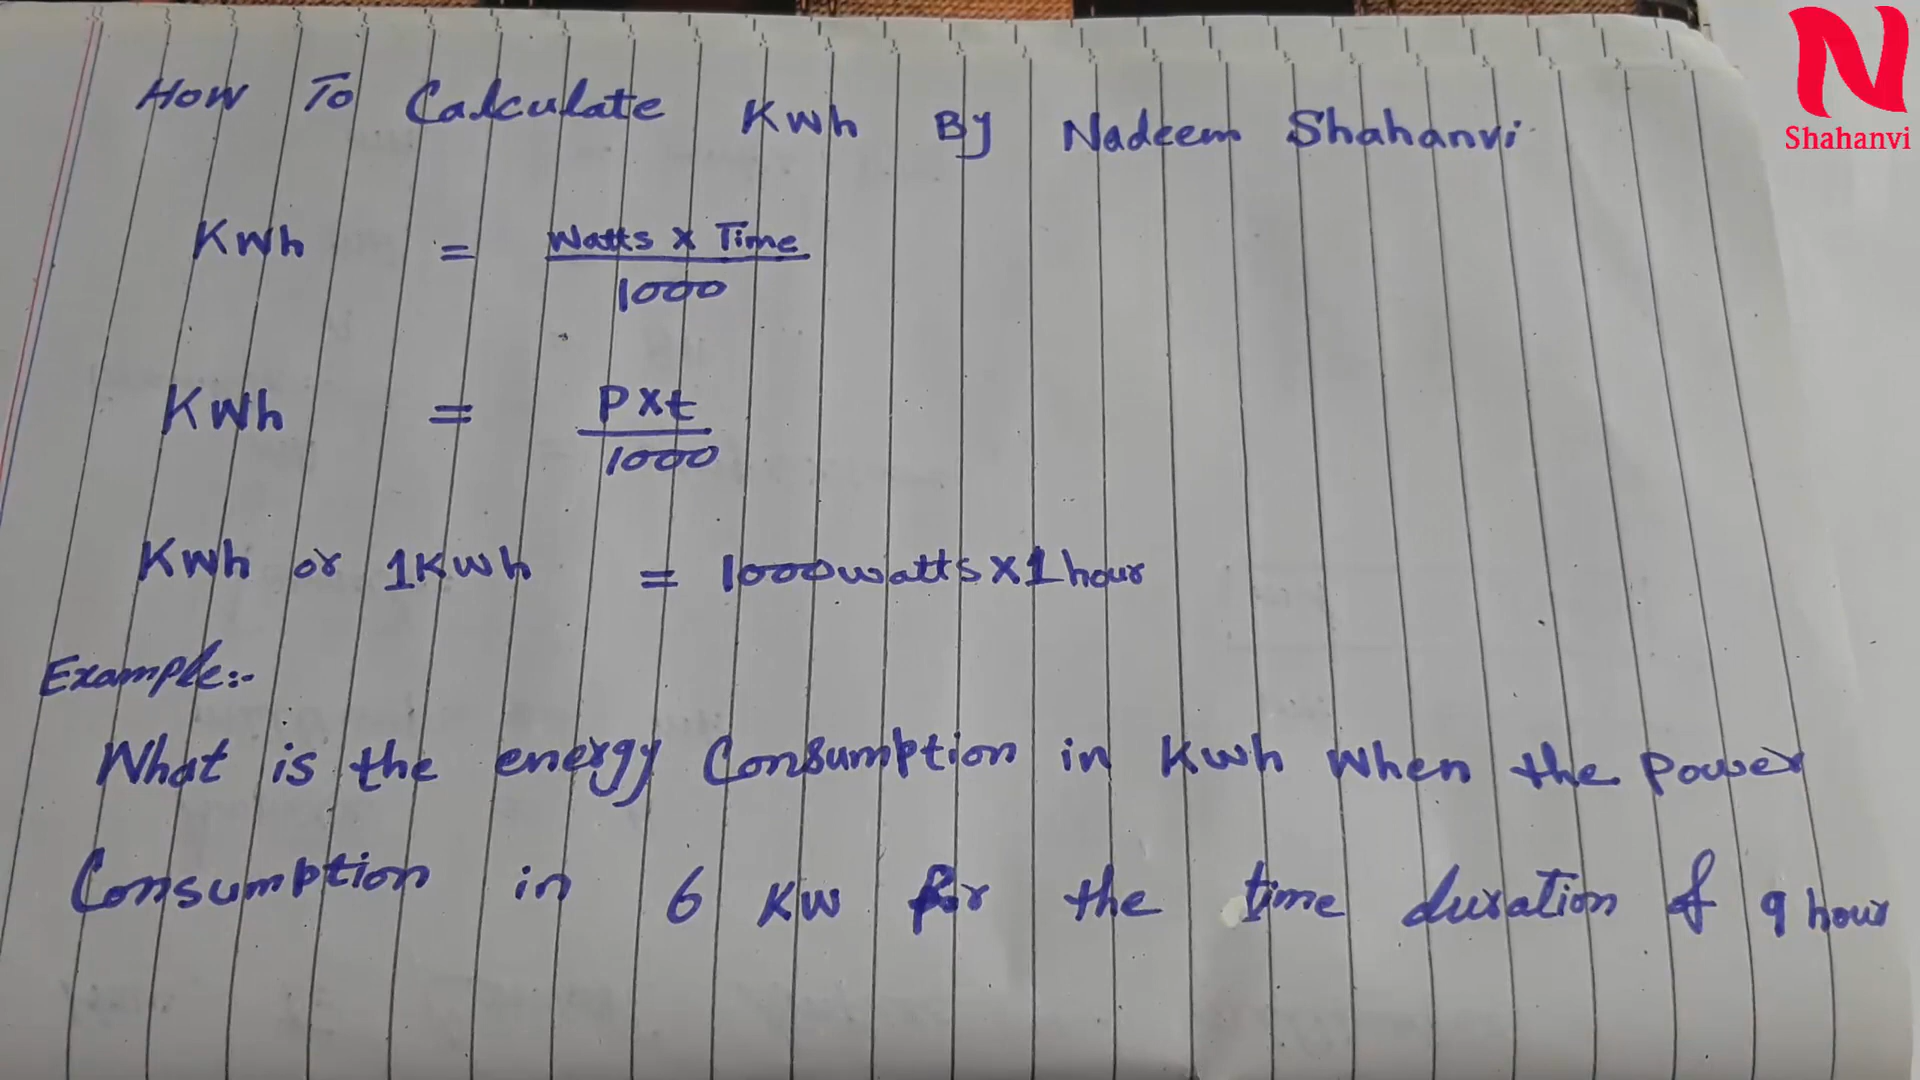 N
Shahanvi
How To Calculate Kwh By Nadeem Shahanvi
Kwh = Watts x Time
1000
KWh = P x t
1000
Kwh or 1Kwh = 1000watts x 1 hour
Example:-
What is the energy Consumption in Kwh When the Power
Consumption in 6 KW for the time duration of 9 hour